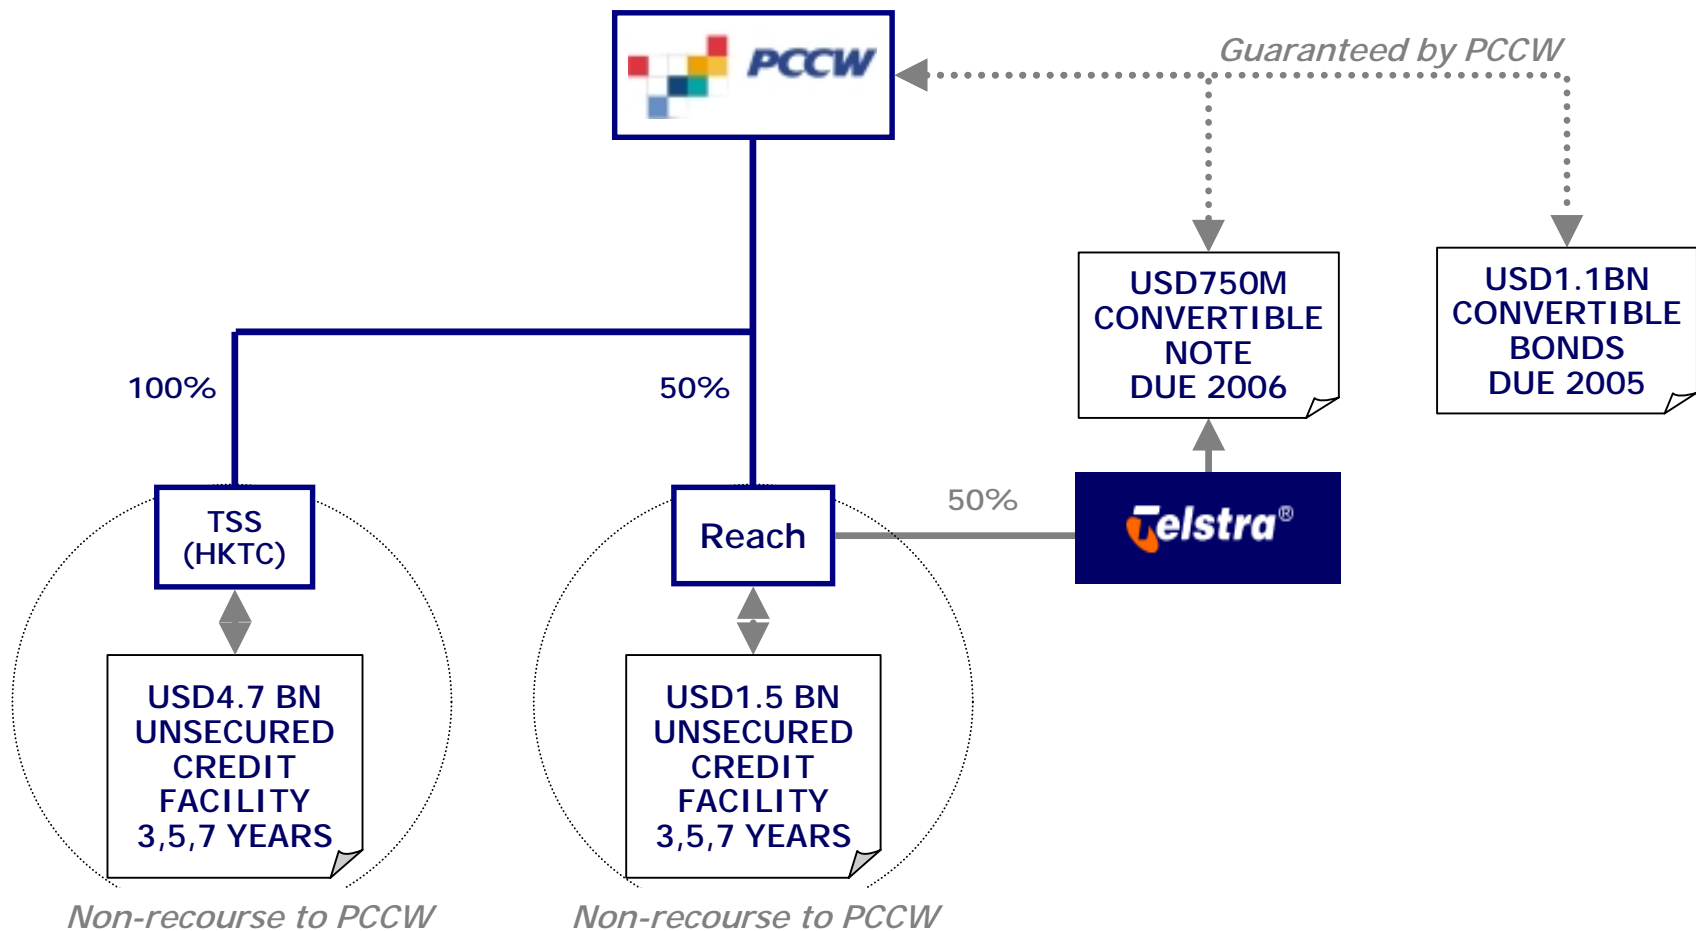 PCCW
Guaranteed by PCCW
USD750M
CONVERTIBLE
NOTE
DUE 2006
USD1.1BN
CONVERTIBLE
BONDS
DUE 2005
100%
50%
TSS
(HKTC)
Reach
50%
Telstra®
USD4.7 BN
UNSECURED
CREDIT
FACILITY
3,5,7 YEARS
USD1.5 BN
UNSECURED
CREDIT
FACILITY
3,5,7 YEARS
Non-recourse to PCCW
Non-recourse to PCCW